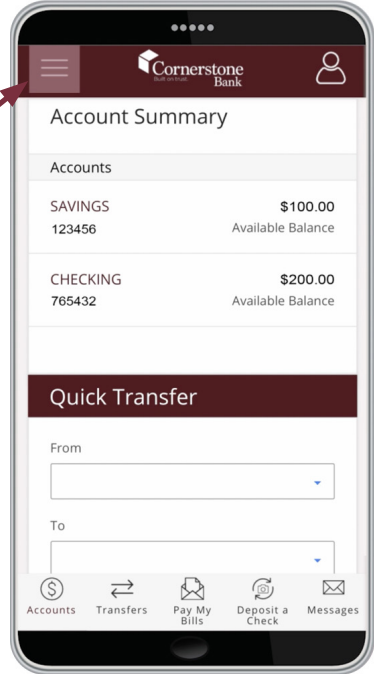 Cornerstone
Built on trust.
Bank
Account Summary
Accounts
SAVINGS $100.00
123456 Available Balance
CHECKING $200.00
765432 Available Balance
Quick Transfer
From
To
Accounts Transfers Pay My Bills Deposit a Check Messages